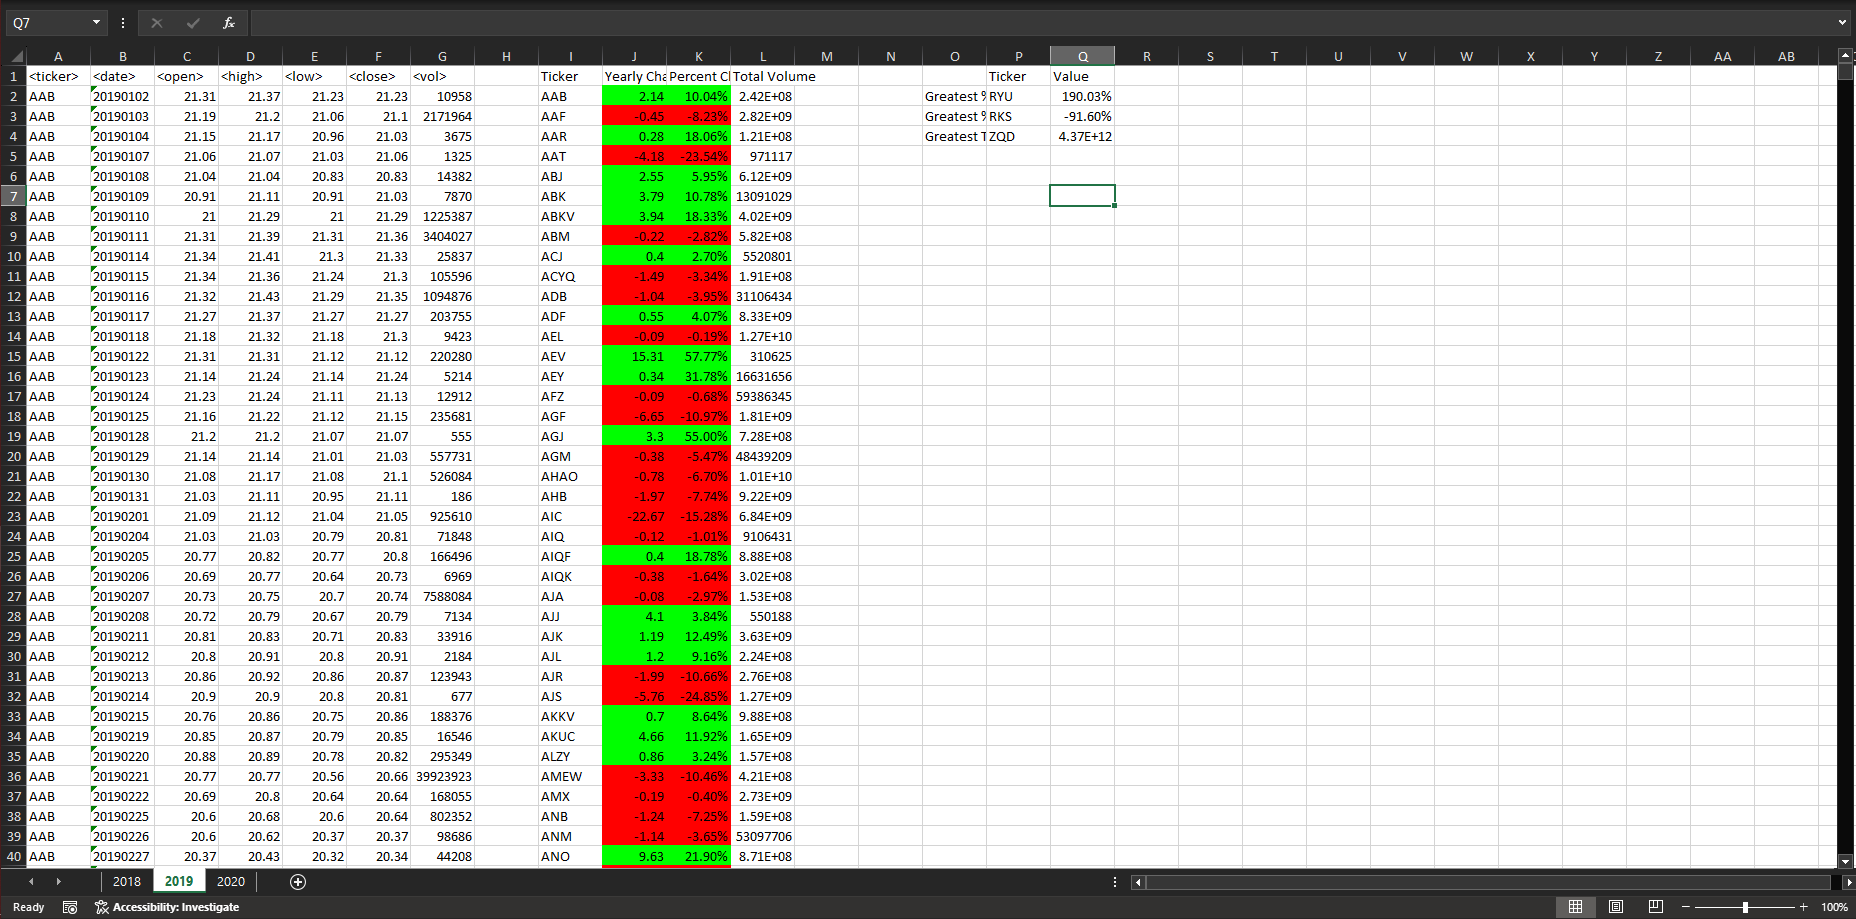 Q7 fx
A B C D E F G H I J K L M N O P Q R S T U V W X Y Z AA AB
1 <ticker> <date> <open> <high> <low> <close> <vol> Ticker Yearly Cha Percent C Total Volume Ticker Value
2 AAB 20190102 21.31 21.37 21.23 21.23 10958 AAB 2.14 10.04% 2.42E+08 Greatest % RYU 190.03%
3 AAB 20190103 21.19 21.2 21.06 21.1 2171964 AAF -0.45 -8.23% 2.82E+09 Greatest % RKS -91.60%
4 AAB 20190104 21.15 21.17 20.96 21.03 3675 AAR 0.28 18.06% 1.21E+08 Greatest T ZQD 4.37E+12
5 AAB 20190107 21.06 21.07 21.03 21.06 1325 AAT -4.18 -23.54% 971117
6 AAB 20190108 21.04 21.04 20.83 20.83 14382 ABJ 2.55 5.95% 6.12E+09
7 AAB 20190109 20.91 21.11 20.91 21.03 7870 ABK 3.79 10.78% 13091029
8 AAB 20190110 21 21.29 21 21.29 1225387 ABKV 3.94 18.33% 4.02E+09
9 AAB 20190111 21.31 21.39 21.31 21.36 3404027 ABM -0.22 -2.82% 5.82E+08
10 AAB 20190114 21.34 21.41 21.3 21.33 25837 ACJ 0.4 2.70% 5520801
11 AAB 20190115 21.34 21.36 21.24 21.3 105596 ACYQ -1.49 -3.34% 1.91E+08
12 AAB 20190116 21.32 21.43 21.29 21.35 1094876 ADB -1.04 -3.95% 31106434
13 AAB 20190117 21.27 21.37 21.27 21.27 203755 ADF 0.55 4.07% 8.33E+09
14 AAB 20190118 21.18 21.32 21.18 21.3 9423 AEL -0.09 -0.19% 1.27E+10
15 AAB 20190122 21.31 21.31 21.12 21.12 220280 AEV 15.31 57.77% 310625
16 AAB 20190123 21.14 21.24 21.14 21.24 5214 AEY 0.34 31.78% 16631656
17 AAB 20190124 21.23 21.24 21.11 21.13 12912 AFZ -0.09 -0.68% 59386345
18 AAB 20190125 21.16 21.22 21.12 21.15 235681 AGF -6.65 -10.97% 1.81E+09
19 AAB 20190128 21.2 21.2 21.07 21.07 555 AGJ 3.3 55.00% 7.28E+08
20 AAB 20190129 21.14 21.14 21.01 21.03 557731 AGM -0.38 -5.47% 48439209
21 AAB 20190130 21.08 21.17 21.08 21.1 526084 AHAO -0.78 -6.70% 1.01E+10
22 AAB 20190131 21.03 21.11 20.95 21.11 186 AHB -1.97 -7.74% 9.22E+09
23 AAB 20190201 21.09 21.12 21.04 21.05 925610 AIC -22.67 -15.28% 6.84E+09
24 AAB 20190204 21.03 21.03 20.79 20.81 71848 AIQ -0.12 -1.01% 9106431
25 AAB 20190205 20.77 20.82 20.77 20.8 166496 AIQF 0.4 18.78% 8.88E+08
26 AAB 20190206 20.69 20.77 20.64 20.73 6969 AIQK -0.38 -1.64% 3.02E+08
27 AAB 20190207 20.73 20.75 20.7 20.74 7588084 AJA -0.08 -2.97% 1.53E+08
28 AAB 20190208 20.72 20.79 20.67 20.79 7134 AJJ 4.1 3.84% 550188
29 AAB 20190211 20.81 20.83 20.71 20.83 33916 AJK 1.19 12.49% 3.63E+09
30 AAB 20190212 20.8 20.91 20.8 20.91 2184 AJL 1.2 9.16% 2.24E+08
31 AAB 20190213 20.86 20.92 20.86 20.87 123943 AJR -1.99 -10.66% 2.76E+08
32 AAB 20190214 20.9 20.9 20.8 20.81 677 AJS -5.76 -24.85% 1.27E+09
33 AAB 20190215 20.76 20.86 20.75 20.86 188376 AKKV 0.7 8.64% 9.88E+08
34 AAB 20190219 20.85 20.87 20.79 20.85 16546 AKUC 4.66 11.92% 1.65E+09
35 AAB 20190220 20.88 20.89 20.78 20.82 295349 ALZY 0.86 3.24% 1.57E+08
36 AAB 20190221 20.77 20.77 20.56 20.66 39923923 AMEW -3.33 -10.46% 4.21E+08
37 AAB 20190222 20.69 20.8 20.64 20.64 168055 AMX -0.19 -0.40% 2.73E+09
38 AAB 20190225 20.6 20.68 20.6 20.64 802352 ANB -1.24 -7.25% 1.59E+08
39 AAB 20190226 20.6 20.62 20.37 20.37 98686 ANM -1.14 -3.65% 53097706
40 AAB 20190227 20.37 20.43 20.32 20.34 44208 ANO 9.63 21.90% 8.71E+08
2018 2019 2020
Ready Accessibility: Investigate 100%